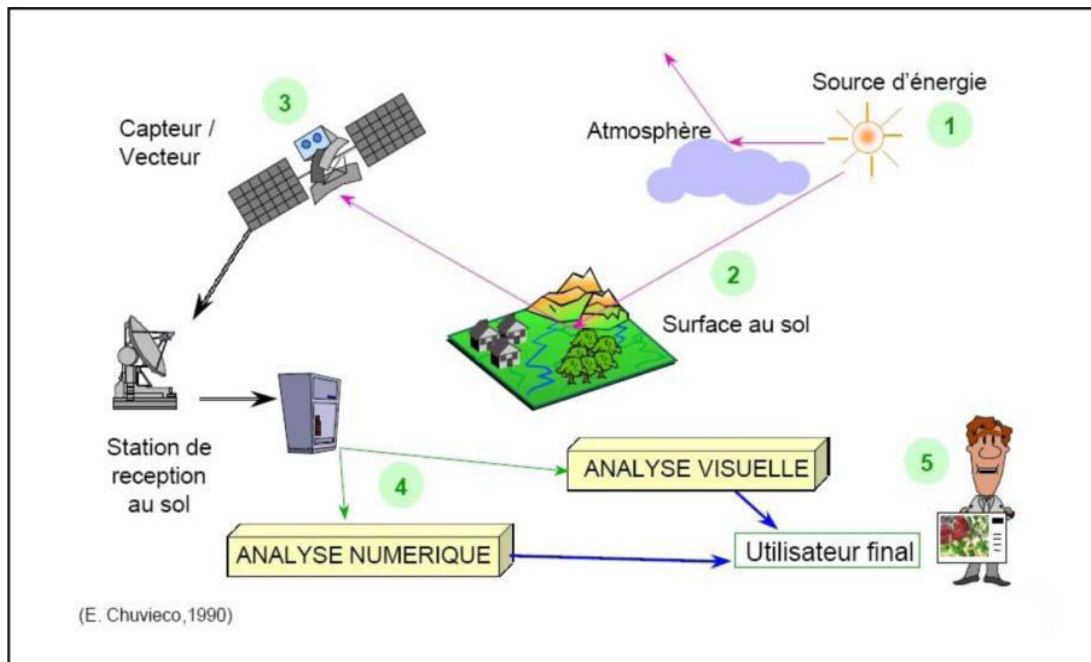 Source d'énergie
1
Atmosphère
3
Capteur /
Vecteur
2
Surface au sol
Station de
reception
au sol
4
ANALYSE VISUELLE
5
ANALYSE NUMERIQUE
Utilisateur final
(E. Chuvieco,1990)